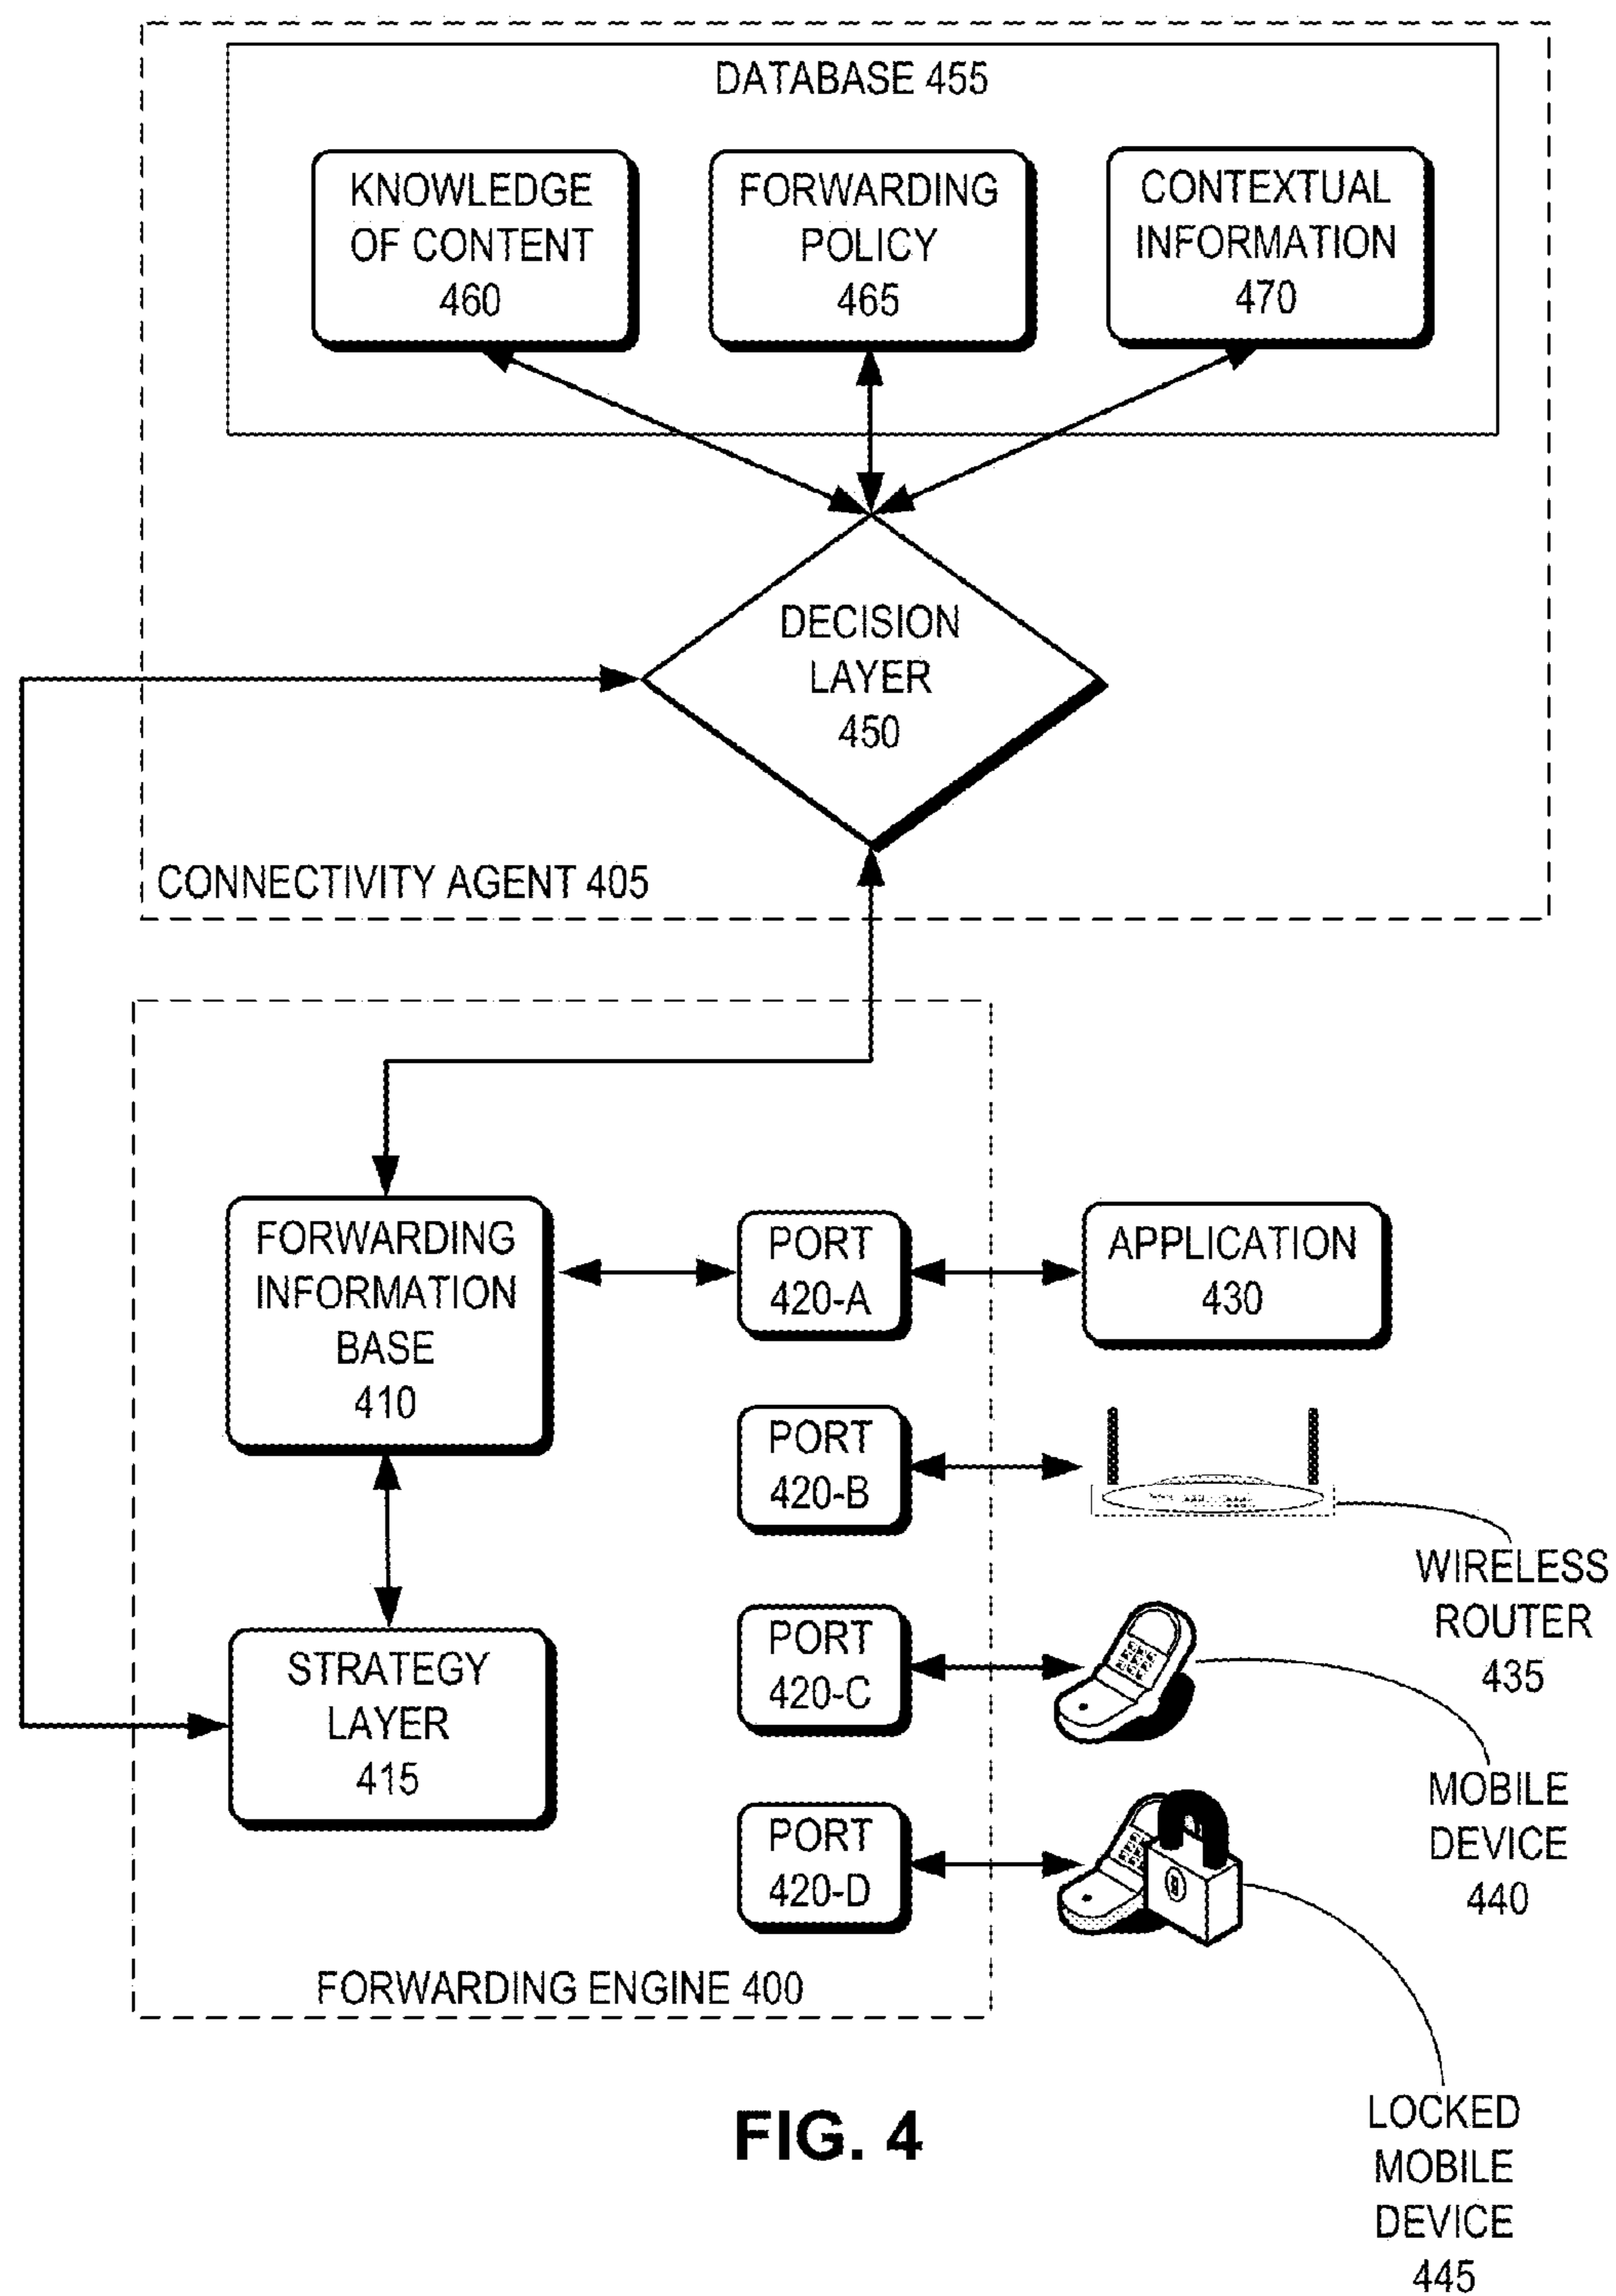 DATABASE 455
KNOWLEDGE
OF CONTENT
460
FORWARDING
POLICY
465
CONTEXTUAL
INFORMATION
470
DECISION
LAYER
450
CONNECTIVITY AGENT 405
FORWARDING
INFORMATION
BASE
410
PORT
420-A
APPLICATION
430
PORT
420-B
WIRELESS
ROUTER
435
STRATEGY
LAYER
415
PORT
420-C
MOBILE
DEVICE
440
PORT
420-D
FORWARDING ENGINE 400
LOCKED
MOBILE
DEVICE
445
FIG. 4